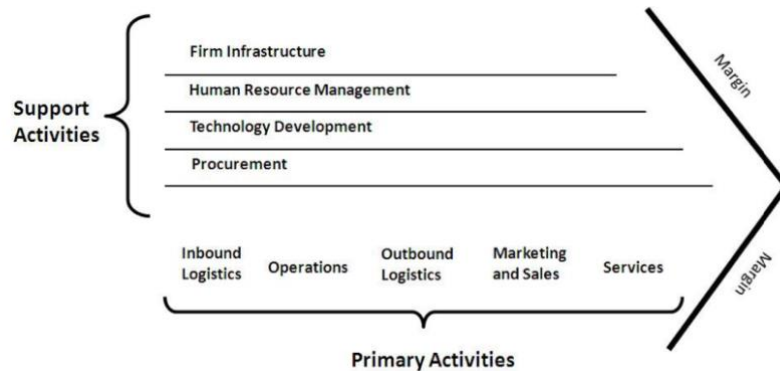 Firm Infrastructure
Margin
Human Resource Management
Support
Activities
Technology Development
Procurement
Inbound
Logistics
Operations
Outbound
Logistics
Marketing
and Sales
Services
Margin
Primary Activities